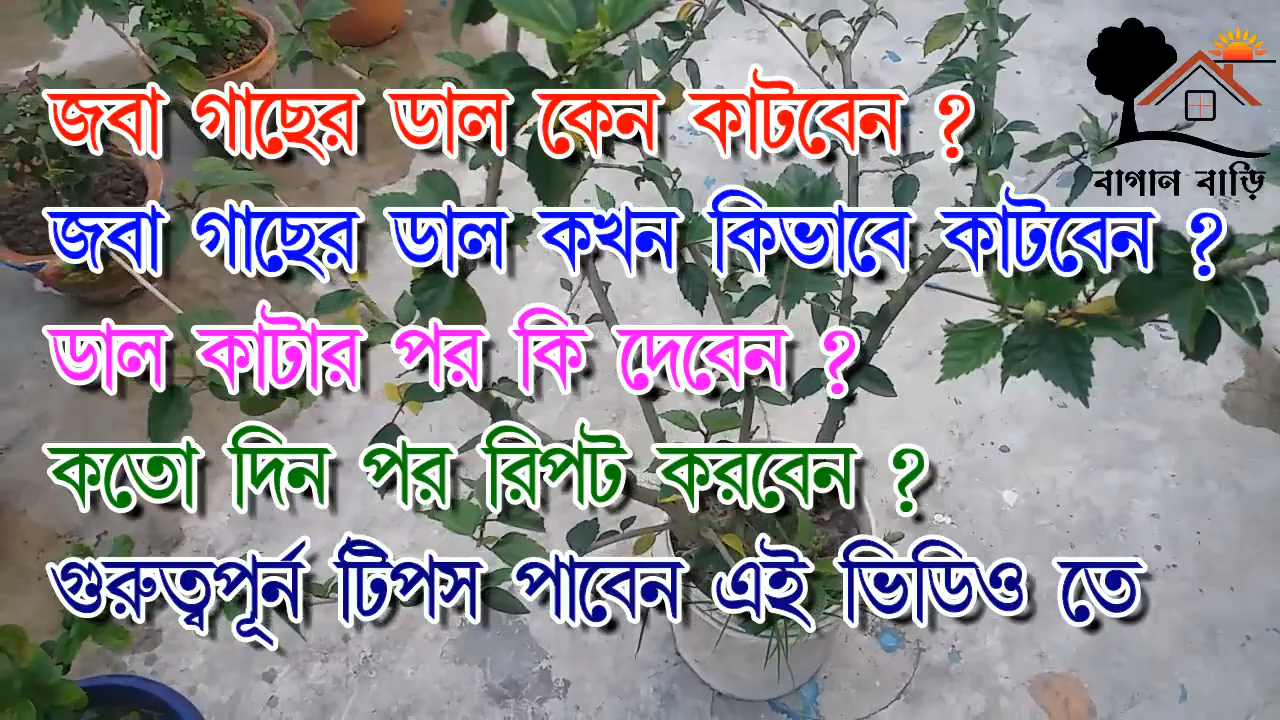 জবা গাছের ডাল কেন কাটবেন ?
বাগান বাড়ি
জবা গাছের ডাল কখন কিভাবে কাটবেন ?
ডাল কাটার পর কি দেবেন ?
কতো দিন পর রিপট করবেন ?
গুরুত্বপূর্ন টিপস পাবেন এই ভিডিও তে